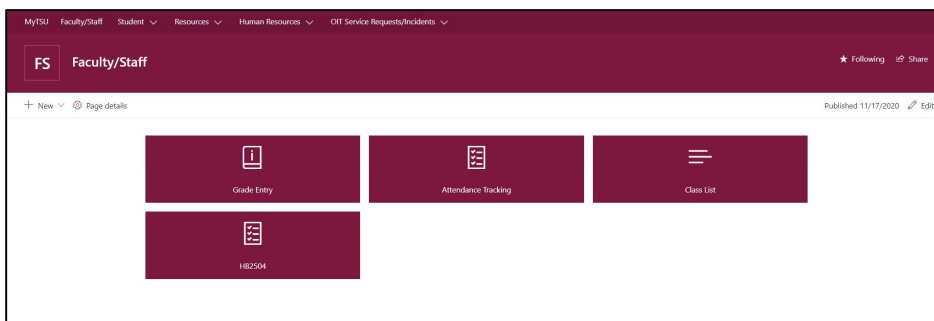 MyTSU Faculty/Staff Student Resources Human Resources OIT Service Requests/Incidents
FS Faculty/Staff Following Share
New Page details Published 11/17/2020 Edit
Grade Entry Attendance Tracking Class List
HB2504